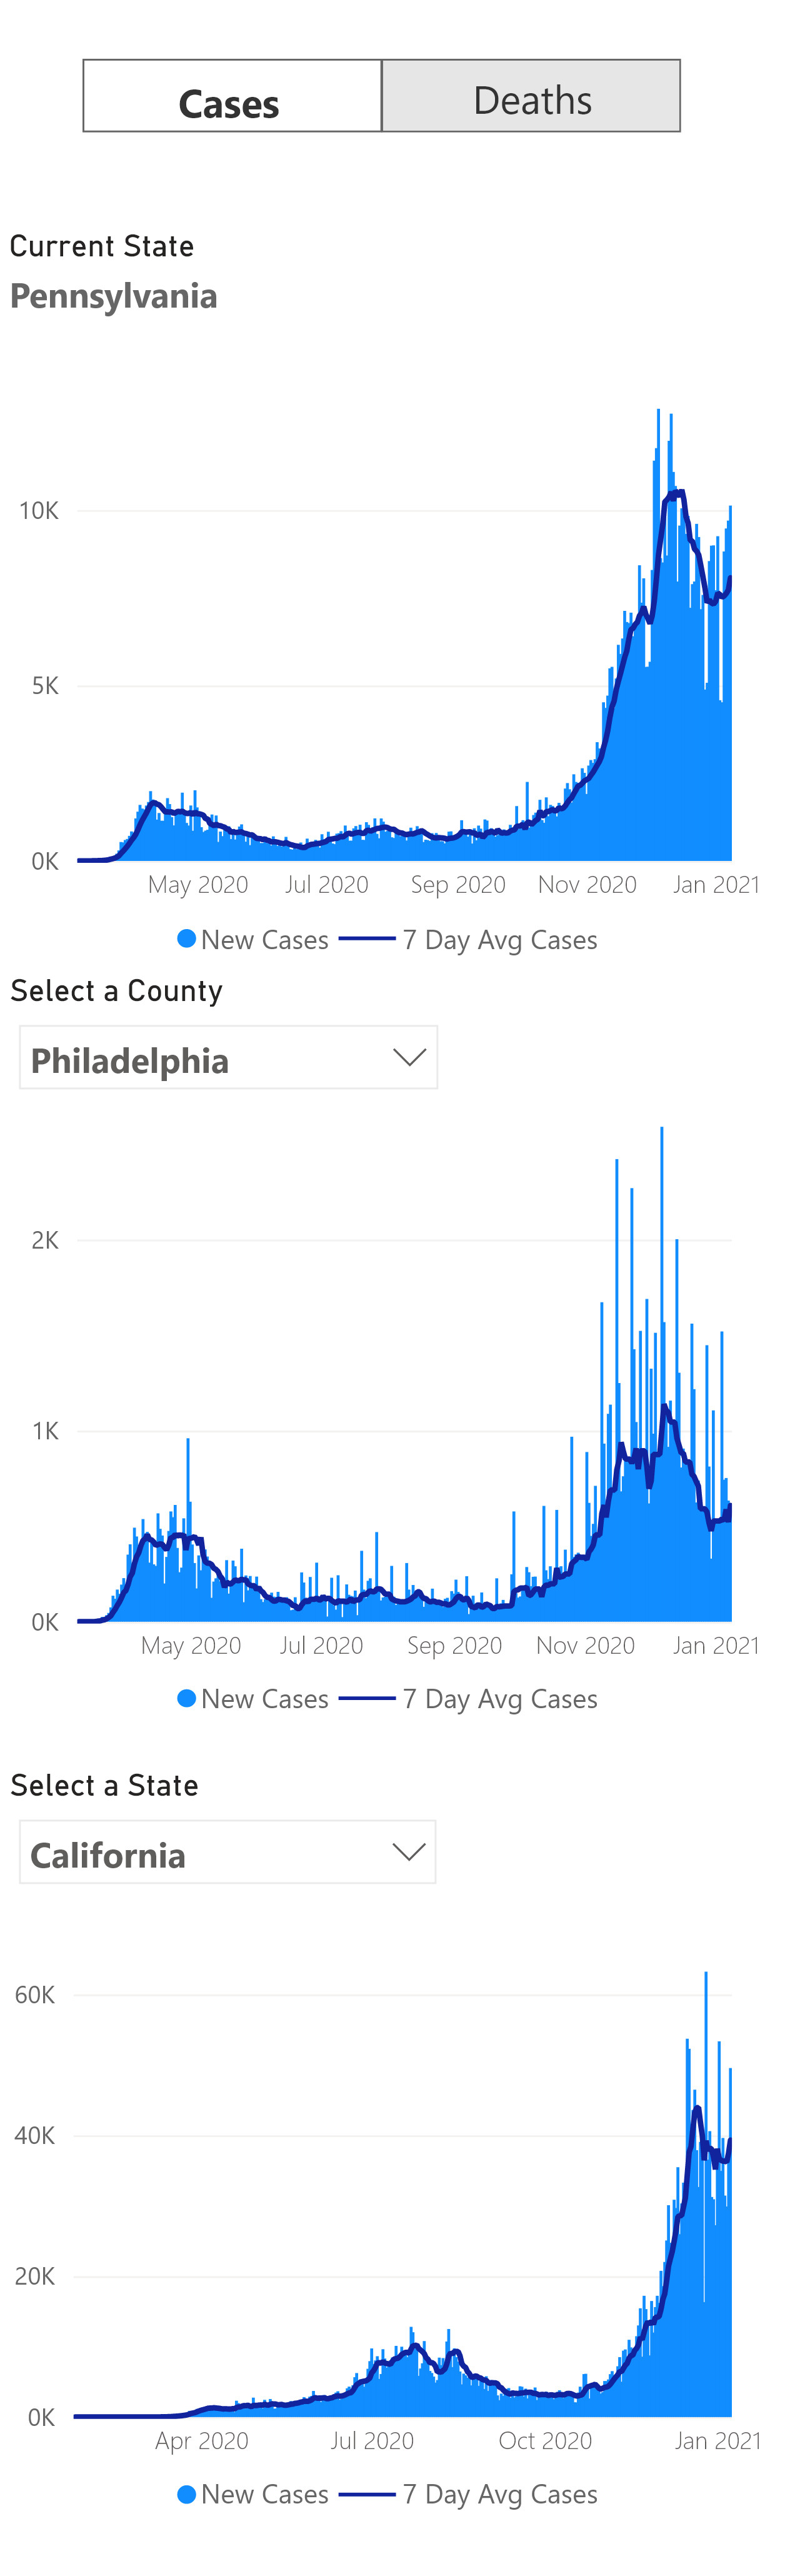 Cases Deaths
Current State
Pennsylvania
10K
5K
0K
May 2020 Jul 2020 Sep 2020 Nov 2020 Jan 2021
New Cases 7 Day Avg Cases
Select a County
Philadelphia
2K
1K
0K
May 2020 Jul 2020 Sep 2020 Nov 2020 Jan 2021
New Cases 7 Day Avg Cases
Select a State
California
60K
40K
20K
0K
Apr 2020 Jul 2020 Oct 2020 Jan 2021
New Cases 7 Day Avg Cases